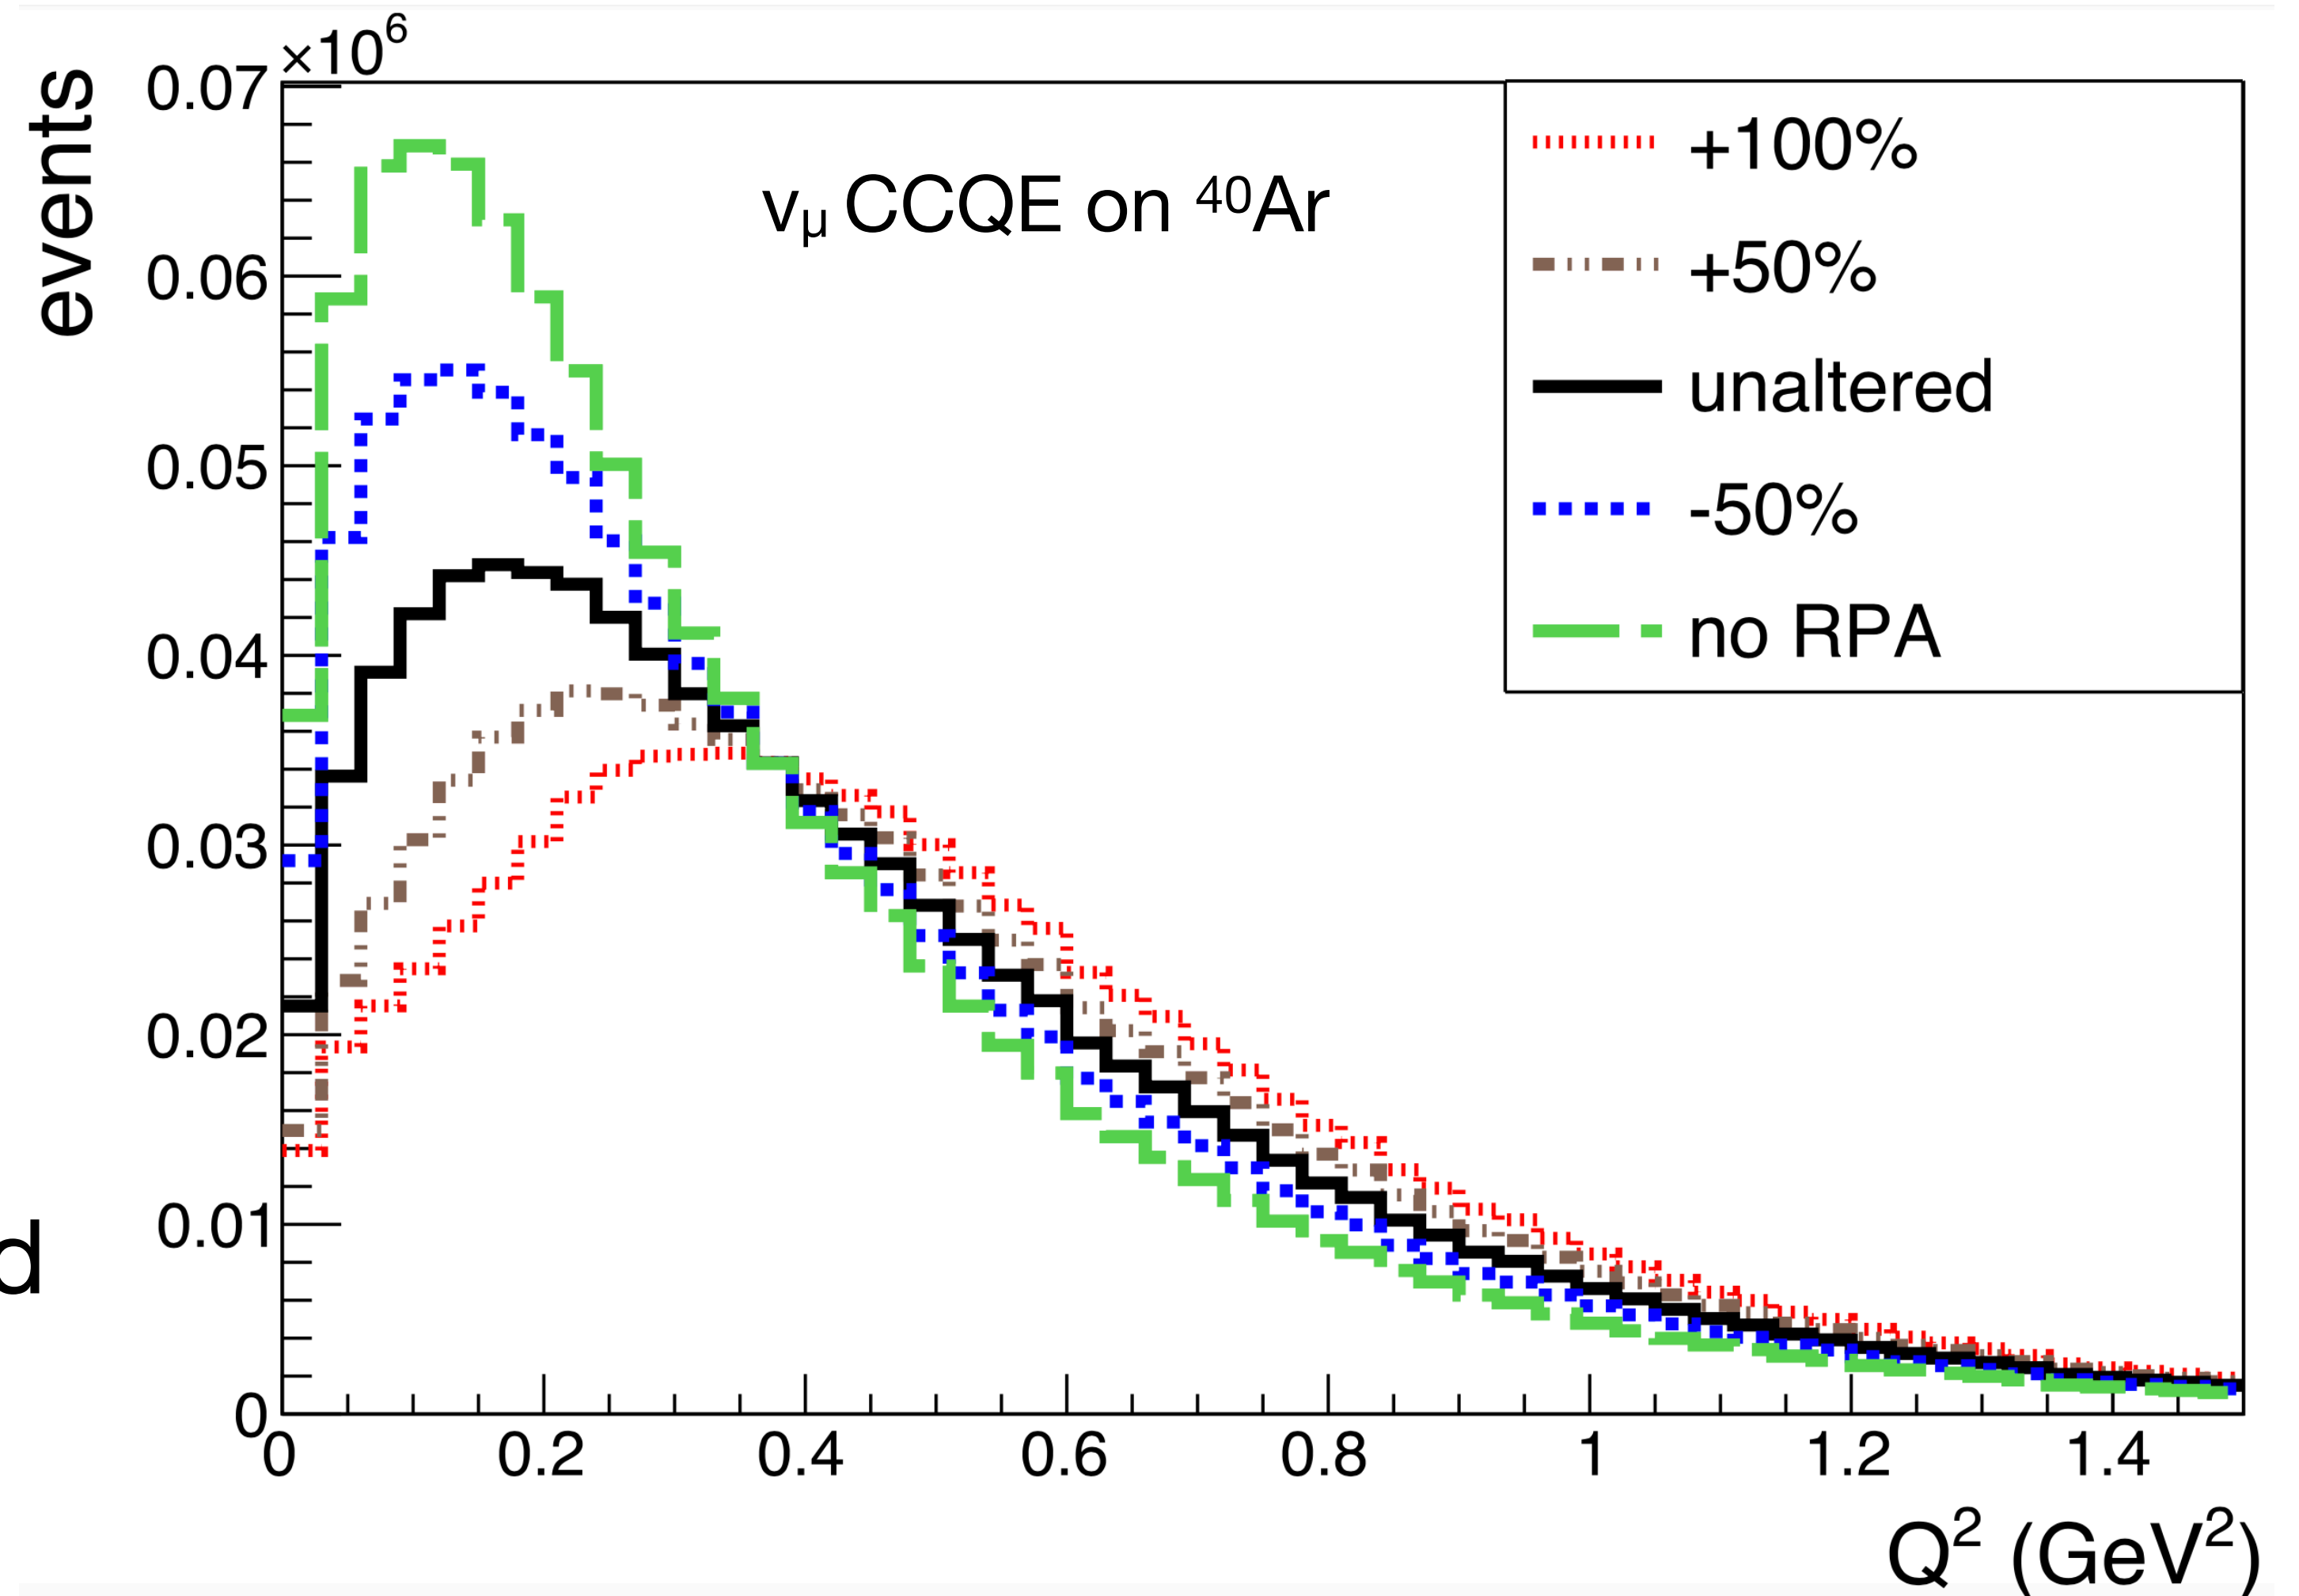 ×10⁶
events
0.07
0.06
0.05
0.04
0.03
0.02
0.01
0
νμ CCQE on ⁴⁰Ar
+100%
+50%
unaltered
-50%
no RPA
d
0 0.2 0.4 0.6 0.8 1 1.2 1.4
Q² (GeV²)